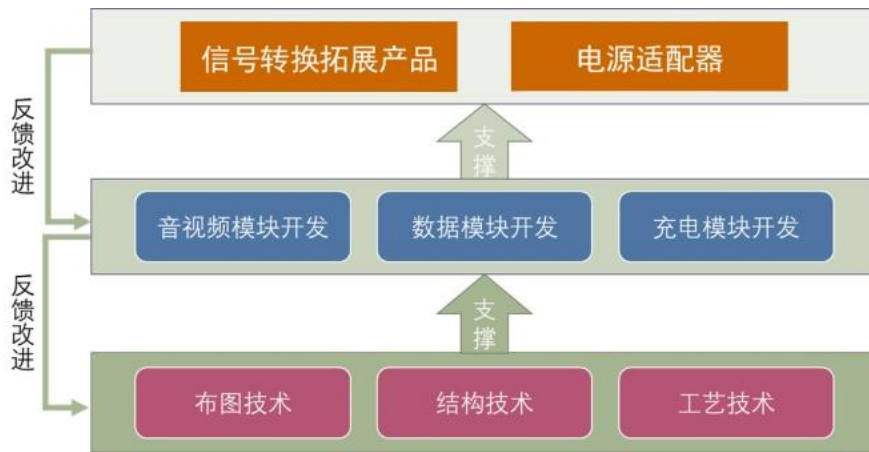 信号转换拓展产品
电源适配器
反馈改进
支撑
音视频模块开发
数据模块开发
充电模块开发
反馈改进
支撑
布图技术
结构技术
工艺技术